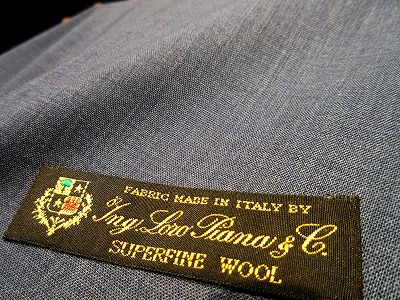 FABRIC MADE IN ITALY BY
Ing. Loro Piana & C.
SUPERFINE WOOL